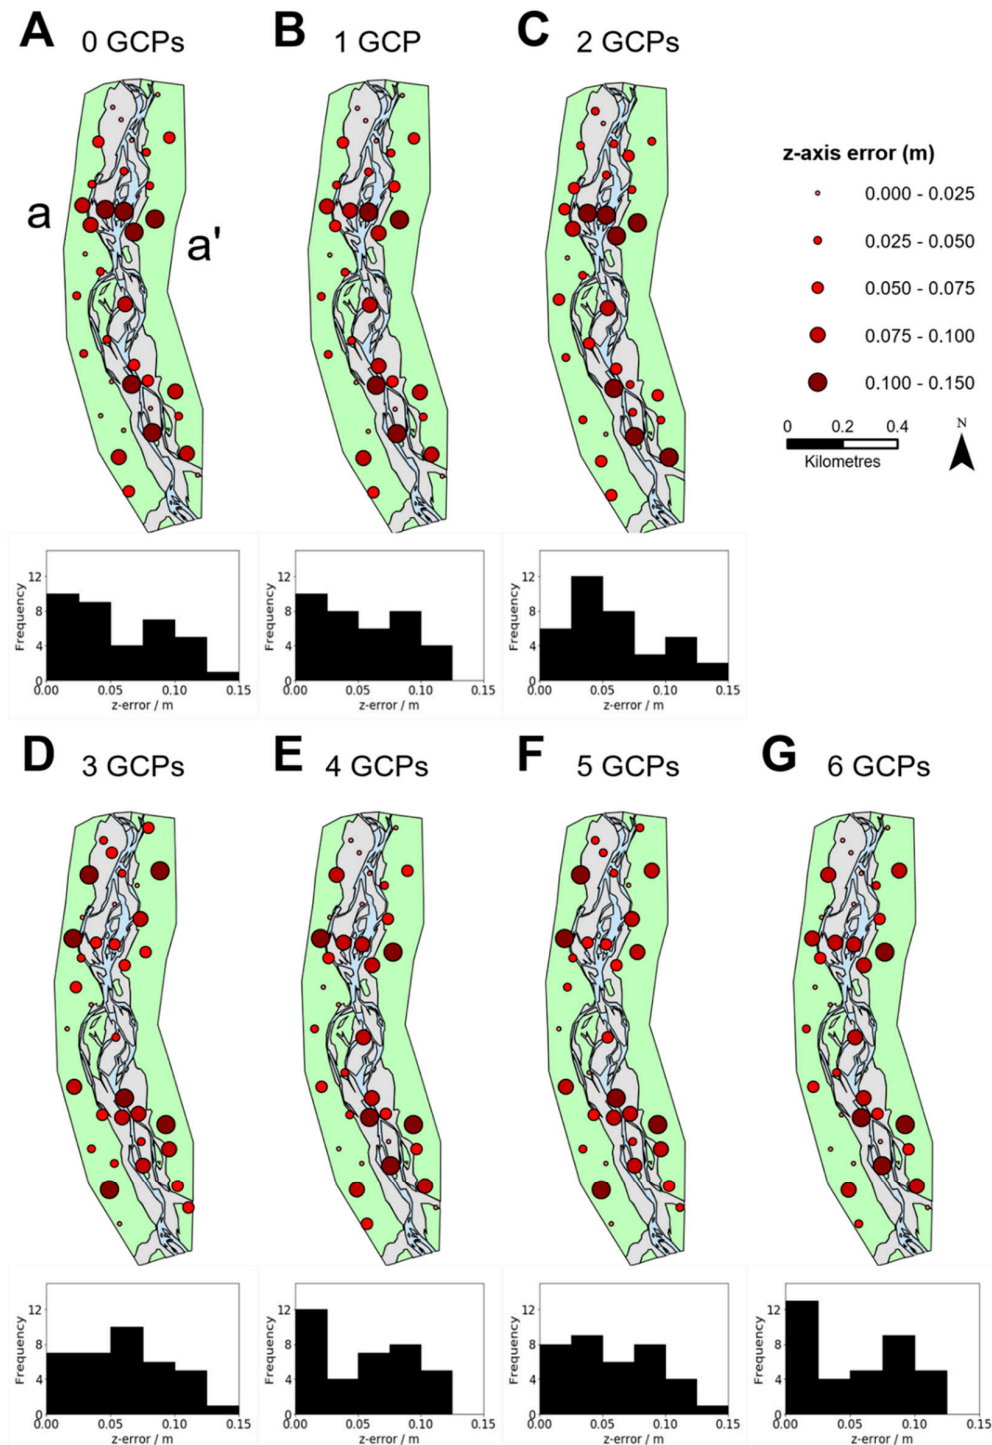 A 0 GCPs
B 1 GCP
C 2 GCPs
a
a'
z-axis error (m)
0.000 - 0.025
0.025 - 0.050
0.050 - 0.075
0.075 - 0.100
0.100 - 0.150
0 0.2 0.4
Kilometres
N
Frequency
12
8
4
0
0.00 0.05 0.10 0.15
z-error / m
Frequency
12
8
4
0
0.00 0.05 0.10 0.15
z-error / m
Frequency
12
8
4
0
0.00 0.05 0.10 0.15
z-error / m
D 3 GCPs
E 4 GCPs
F 5 GCPs
G 6 GCPs
Frequency
12
8
4
0
0.00 0.05 0.10 0.15
z-error / m
Frequency
12
8
4
0
0.00 0.05 0.10 0.15
z-error / m
Frequency
12
8
4
0
0.00 0.05 0.10 0.15
z-error / m
Frequency
12
8
4
0
0.00 0.05 0.10 0.15
z-error / m